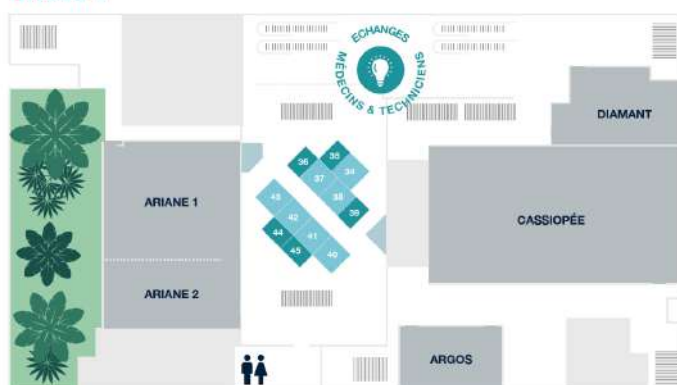 ECHANGES
MÉDECINS & TECHNICIENS
DIAMANT
36
35
34
37
38
39
ARIANE 1
43
42
44
41
45
40
CASSIOPÉE
ARIANE 2
ARGOS